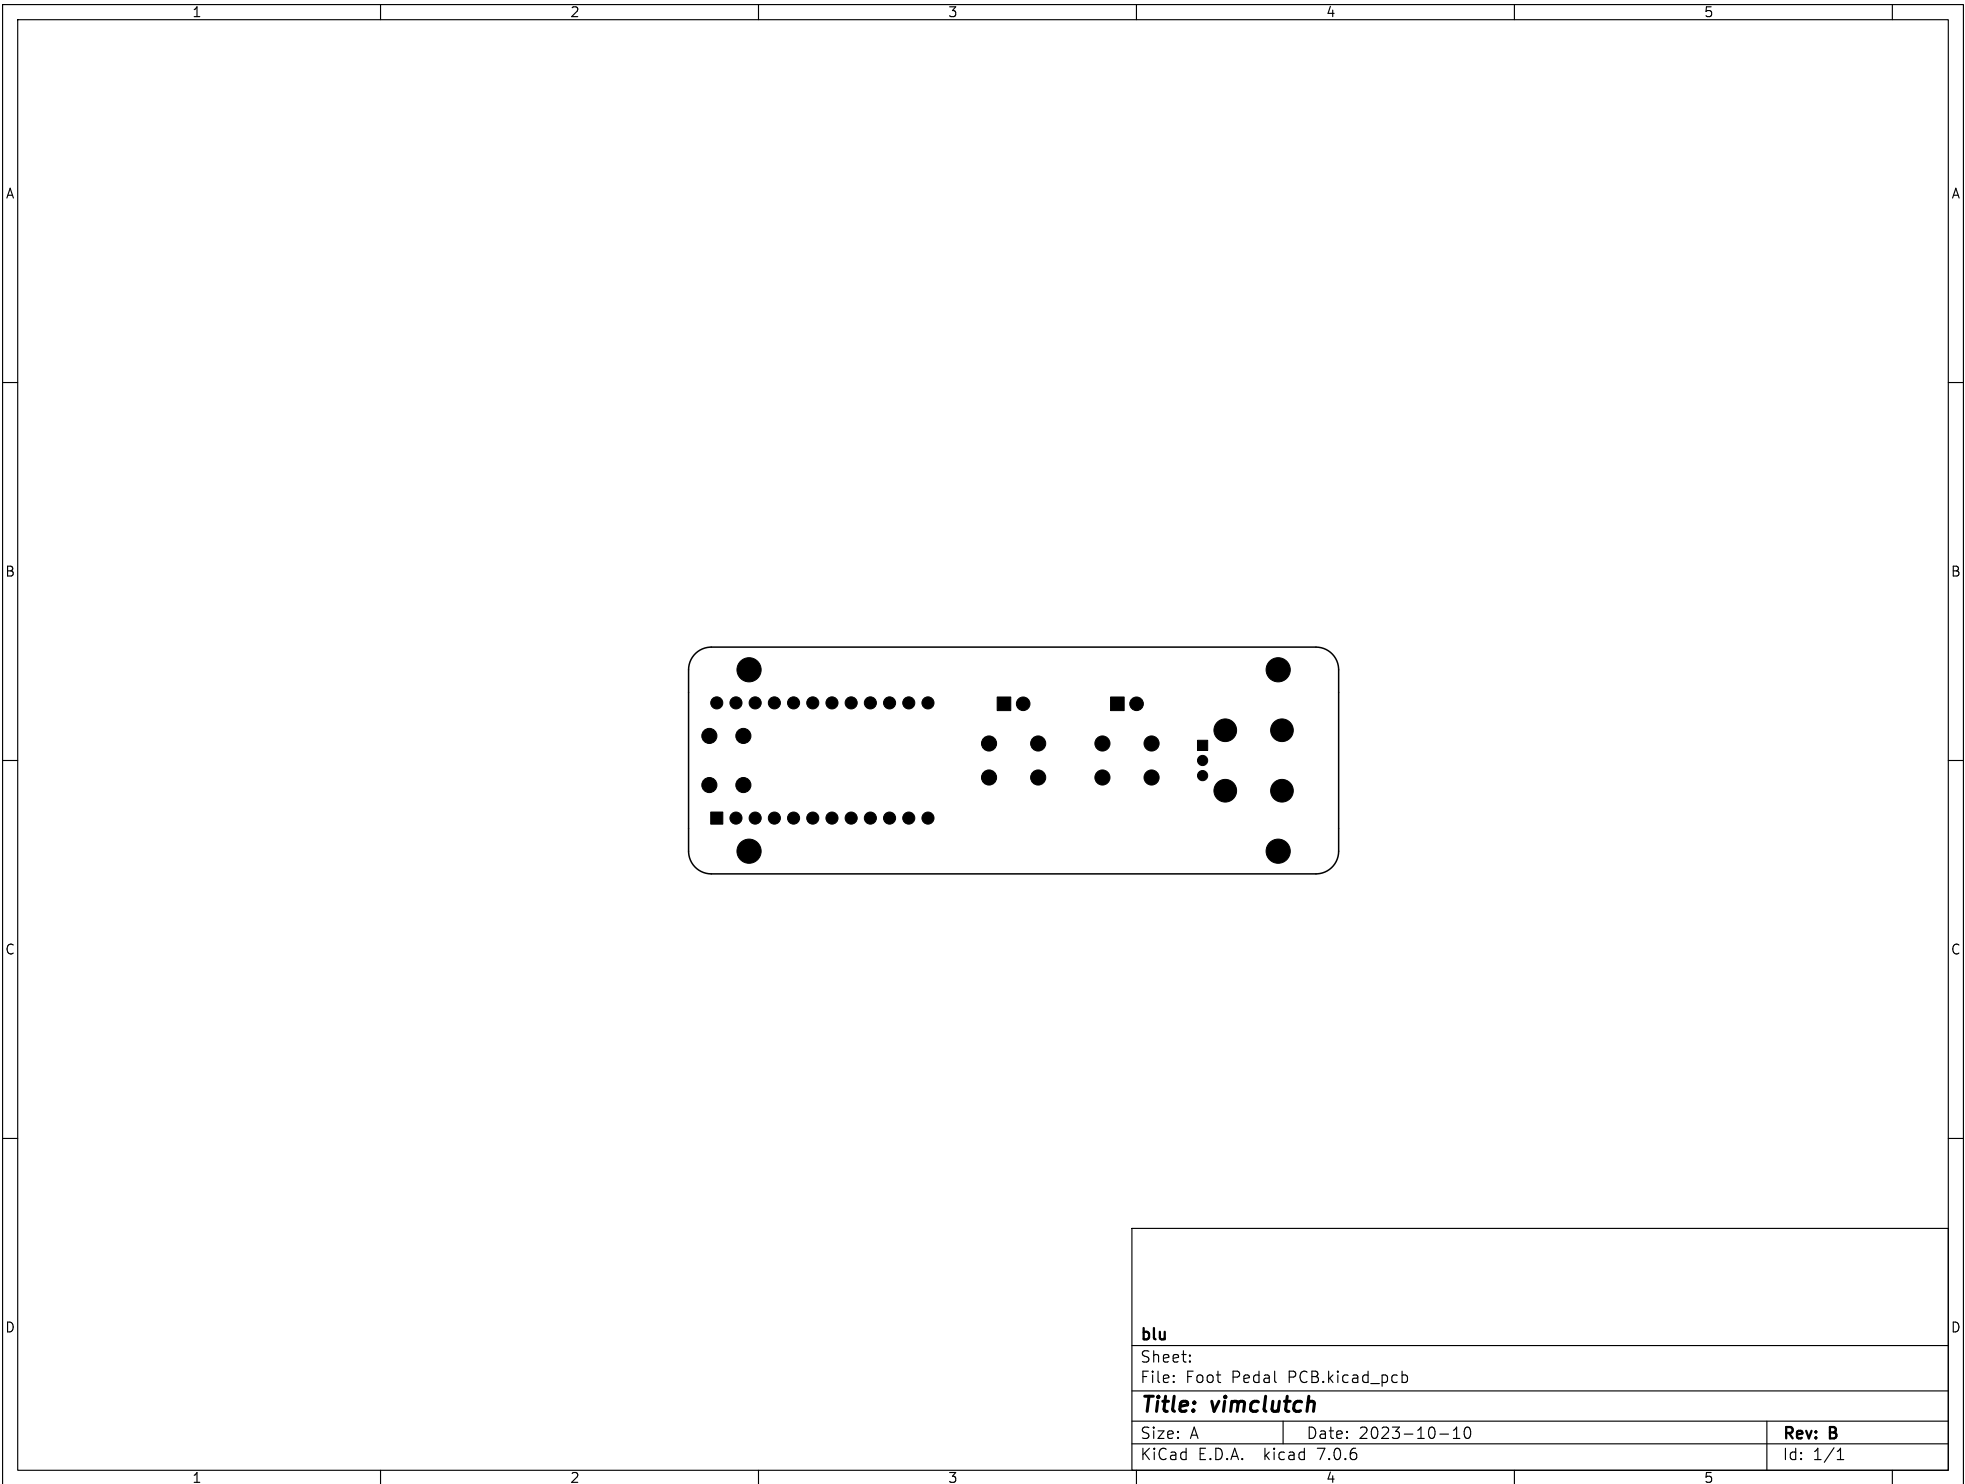 1 2 3 4 5
A A
B B
C C
D D
blu
Sheet:
File: Foot Pedal PCB.kicad_pcb
Title: vimclutch
Size: A Date: 2023-10-10 Rev: B
KiCad E.D.A. kicad 7.0.6 Id: 1/1
1 2 3 4 5